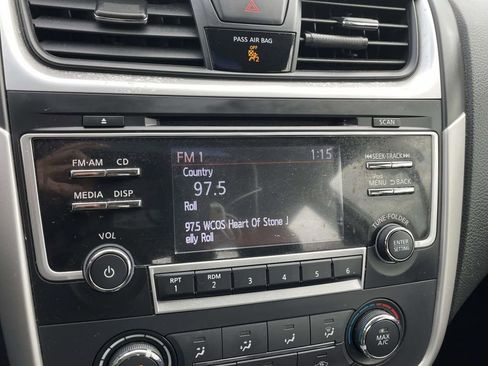 PASS AIR BAG
OFF
2
SCAN
FM·AM CD
MEDIA DISP
VOL
FM 1 1:15
Country
97.5
Roll
97.5 WCOS Heart Of Stone J
elly Roll
SEEK·TRACK
MENU BACK
TUNE·FOLDER
ENTER
SETTING
RPT
1
RDM
2
3
4
5
6
MAX
A/C